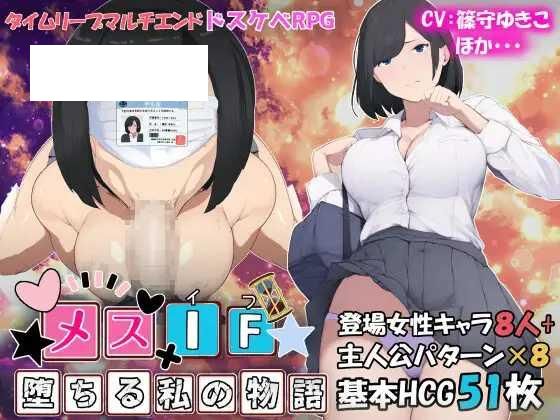 タイムリープマルチエンドドスケベRPG
CV:篠守ゆきこ
ほか・・・
メス IF
イフ
堕ちる私の物語
登場女性キャラ8人+
主人公パターン×8
基本HCG51枚